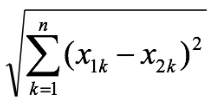 √(∑_{k=1}^{n} (x_{1k} − x_{2k})²)